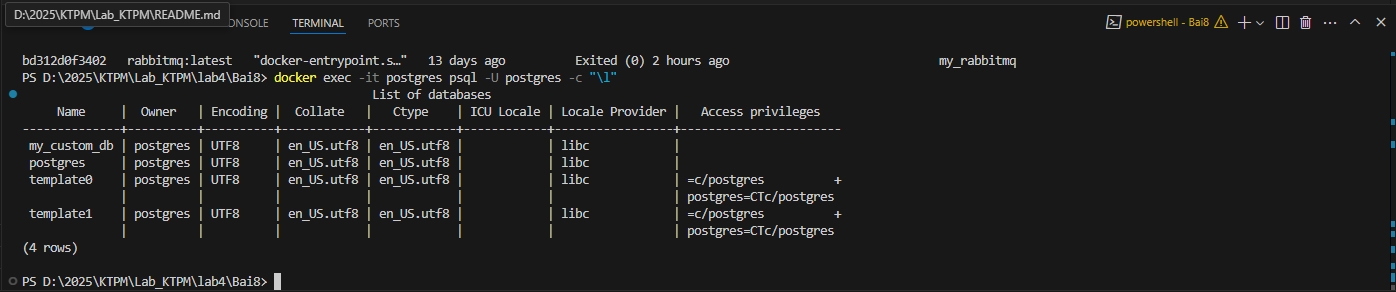 D:\2025\KTPM\Lab_KTPM\README.md
ONSOLE TERMINAL PORTS powershell - Bai8
bd312d0f3402 rabbitmq:latest "docker-entrypoint.s…" 13 days ago Exited (0) 2 hours ago my_rabbitmq
PS D:\2025\KTPM\Lab_KTPM\lab4\Bai8> docker exec -it postgres psql -U postgres -c "\l"
List of databases
Name | Owner | Encoding | Collate | Ctype | ICU Locale | Locale Provider | Access privileges
-------------+----------+----------+------------+------------+------------+-----------------+-----------------------
my_custom_db | postgres | UTF8 | en_US.utf8 | en_US.utf8 | | libc |
postgres | postgres | UTF8 | en_US.utf8 | en_US.utf8 | | libc |
template0 | postgres | UTF8 | en_US.utf8 | en_US.utf8 | | libc | =c/postgres +
| | | | | | | postgres=CTc/postgres
template1 | postgres | UTF8 | en_US.utf8 | en_US.utf8 | | libc | =c/postgres +
| | | | | | | postgres=CTc/postgres
(4 rows)
PS D:\2025\KTPM\Lab_KTPM\lab4\Bai8>